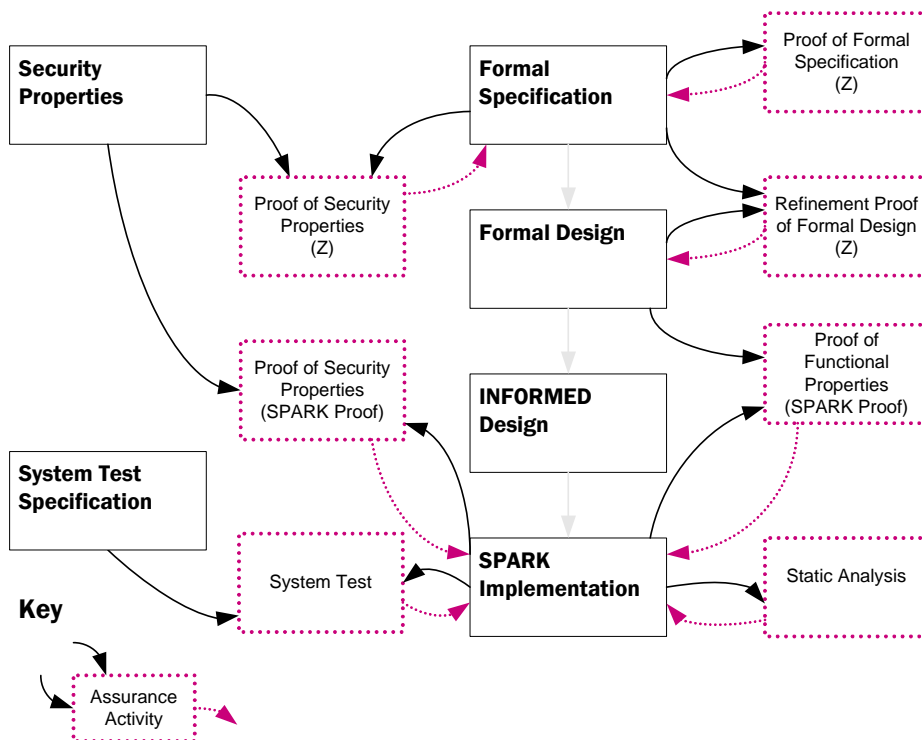 Security
Properties
Formal
Specification
Proof of Formal
Specification
(Z)
Proof of Security
Properties
(Z)
Formal Design
Refinement Proof
of Formal Design
(Z)
Proof of Security
Properties
(SPARK Proof)
INFORMED
Design
Proof of
Functional
Properties
(SPARK Proof)
System Test
Specification
System Test
SPARK
Implementation
Static Analysis
Key
Assurance
Activity